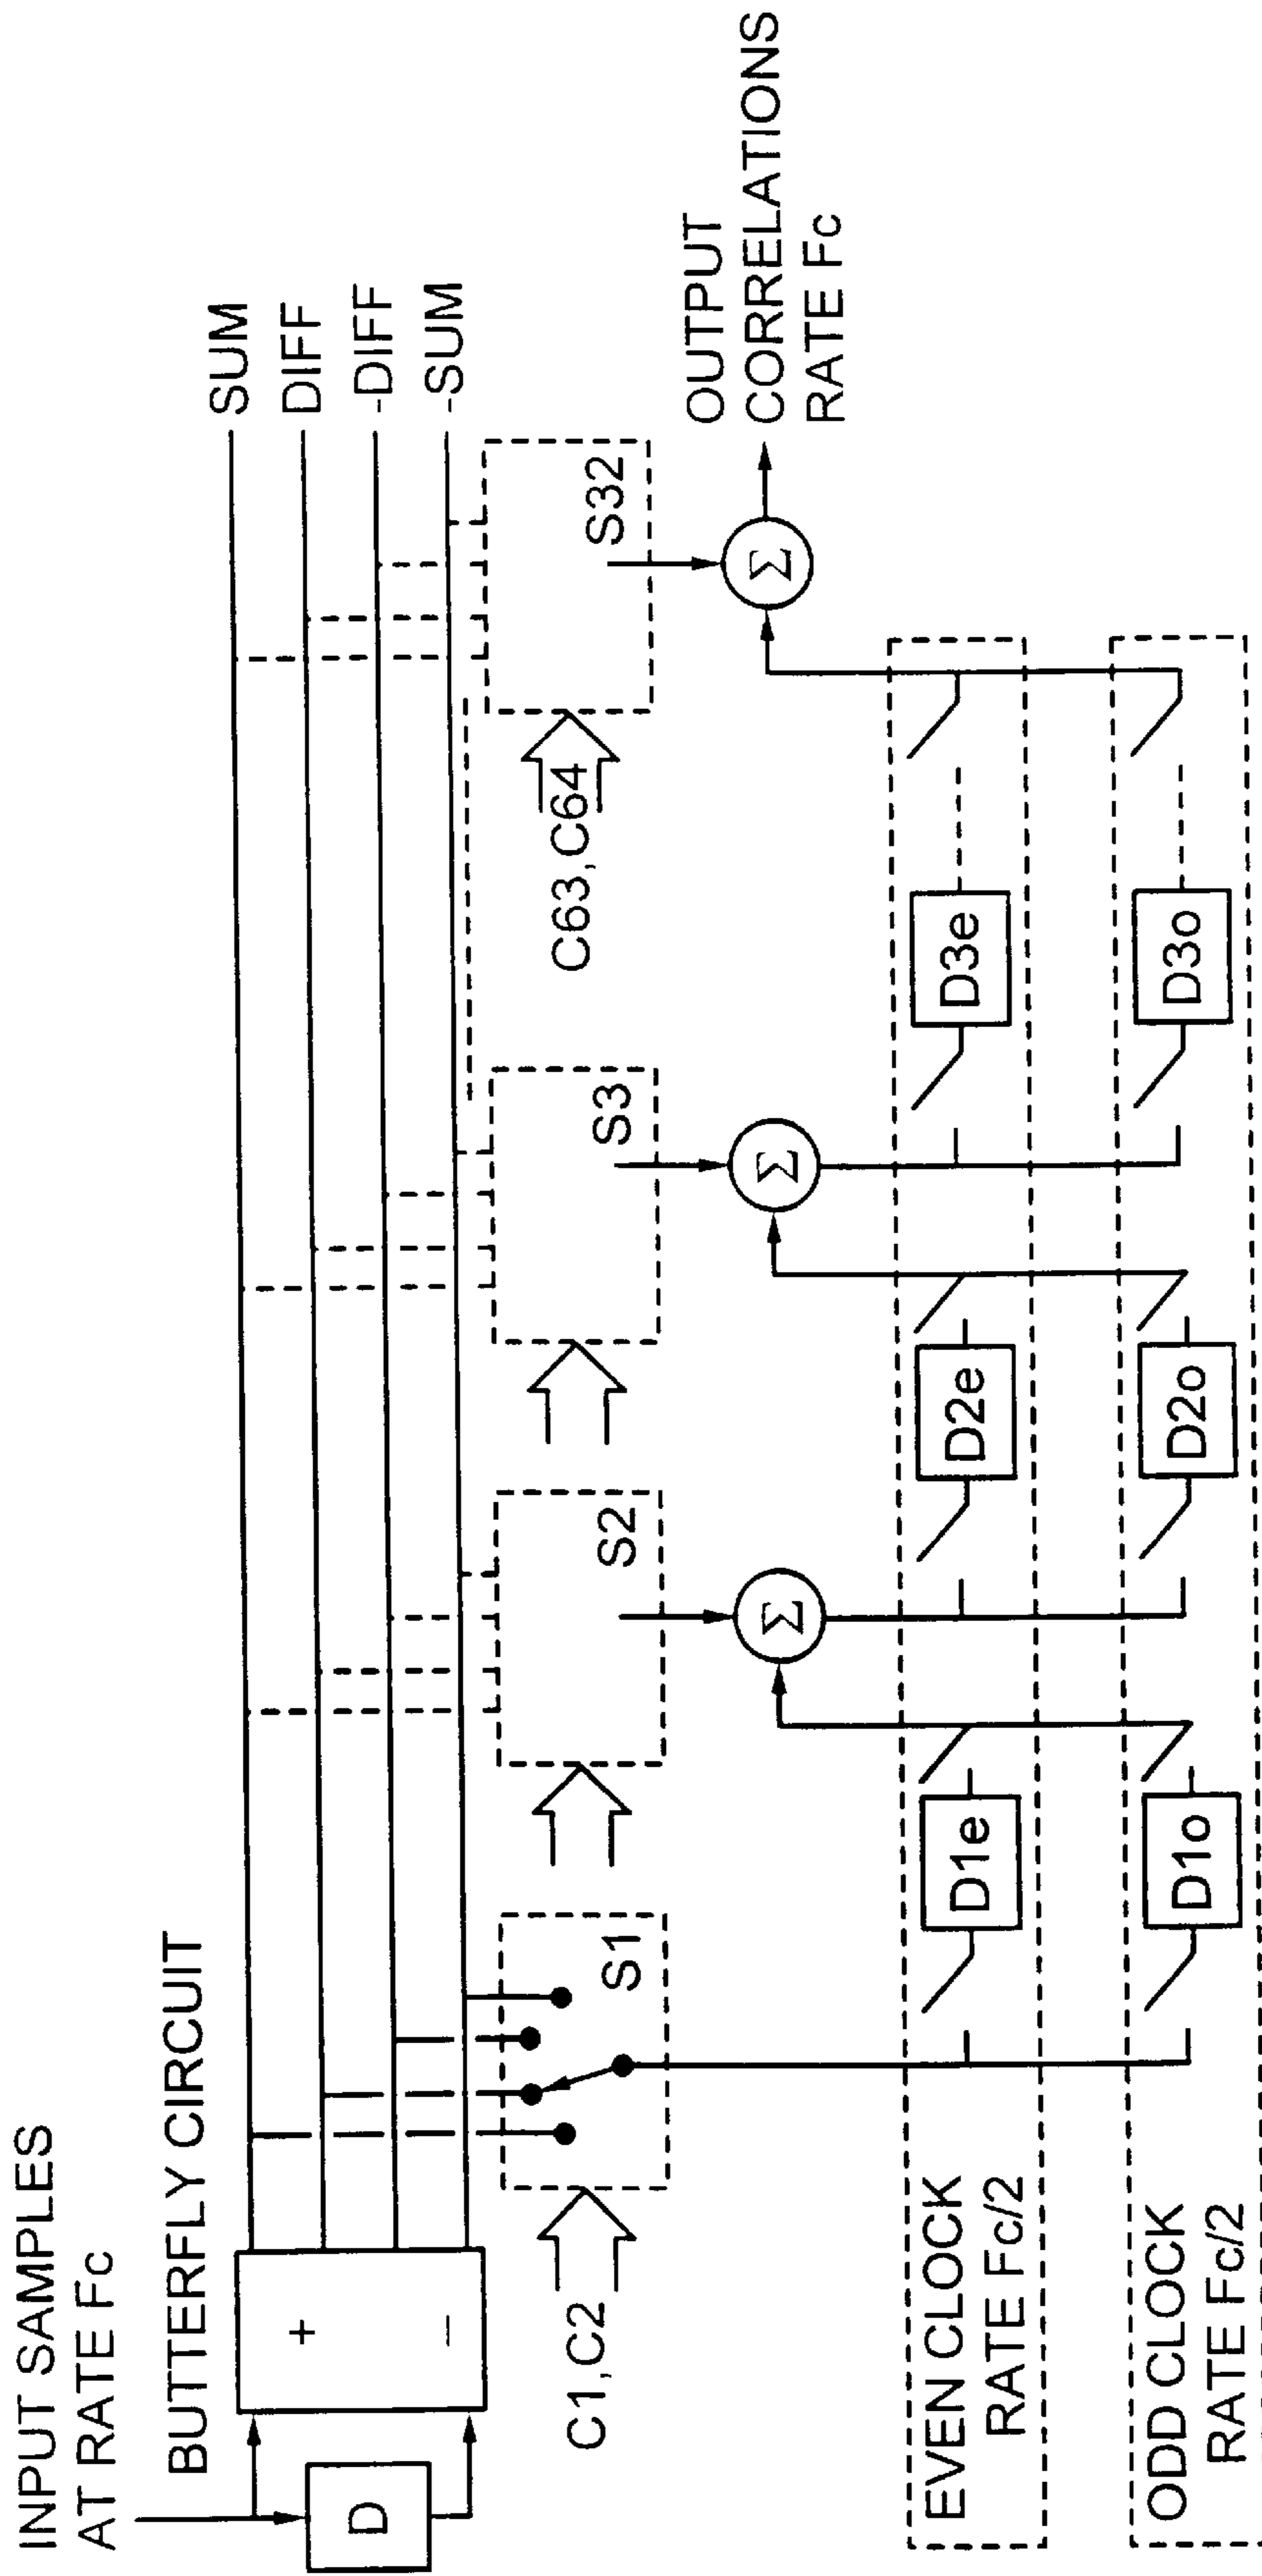 INPUT SAMPLES
AT RATE Fc
BUTTERFLY CIRCUIT
D
+
−
SUM
DIFF
-DIFF
-SUM
C1,C2
S1
S2
S3
C63,C64
S32
Σ
Σ
Σ
OUTPUT
CORRELATIONS
RATE Fc
EVEN CLOCK
RATE Fc/2
D1e
D2e
D3e
ODD CLOCK
RATE Fc/2
D1o
D2o
D3o